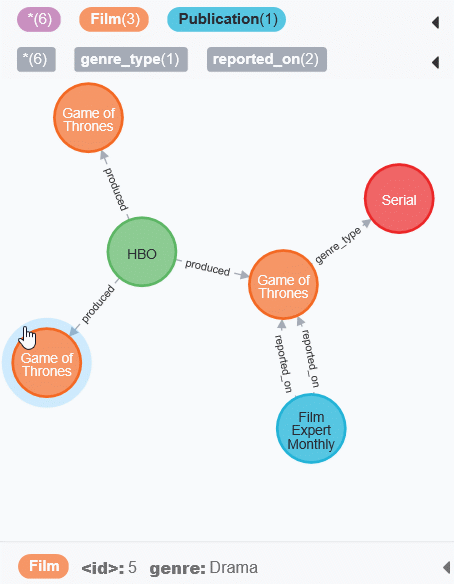 *(6) Film(3) Publication(1)
*(6) genre_type(1) reported_on(2)
Game of
Thrones
produced
Serial
genre_type
HBO
produced
Game of
Thrones
produced
Game of
Thrones
reported_on
reported_on
Film
Expert
Monthly
Film <id>: 5 genre: Drama